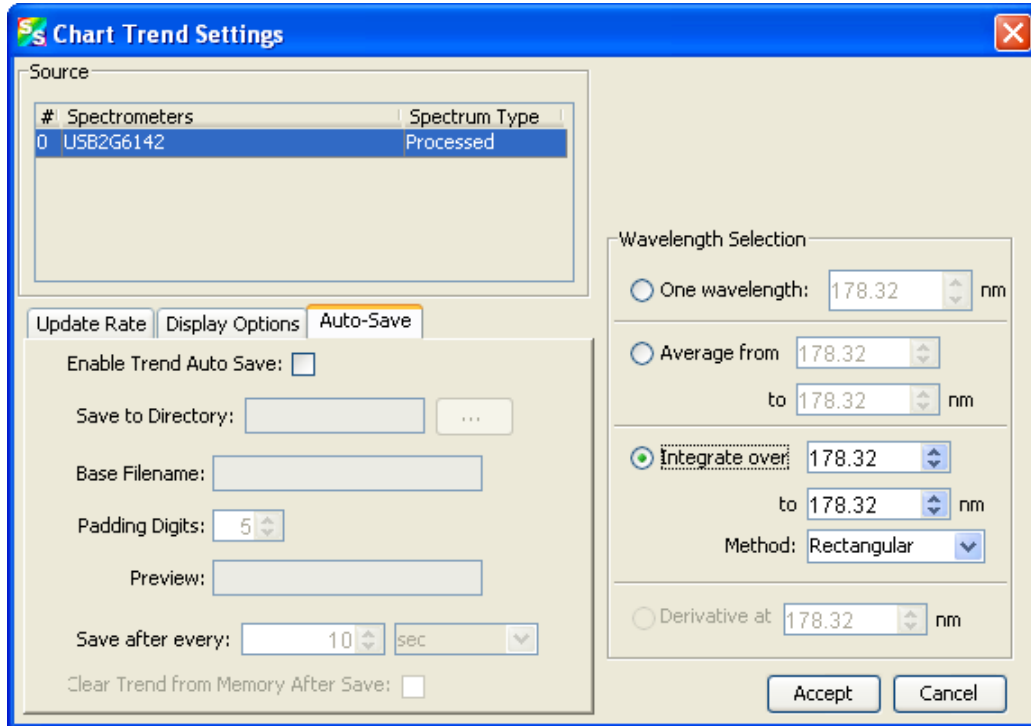 SS Chart Trend Settings
Source
# Spectrometers Spectrum Type
0 USB2G6142 Processed
Update Rate Display Options Auto-Save
Enable Trend Auto Save:
Save to Directory: ...
Base Filename:
Padding Digits: 5
Preview:
Save after every: 10 sec
Clear Trend from Memory After Save:
Wavelength Selection
One wavelength: 178.32 nm
Average from 178.32
to 178.32 nm
Integrate over 178.32
to 178.32 nm
Method: Rectangular
Derivative at 178.32 nm
Accept Cancel